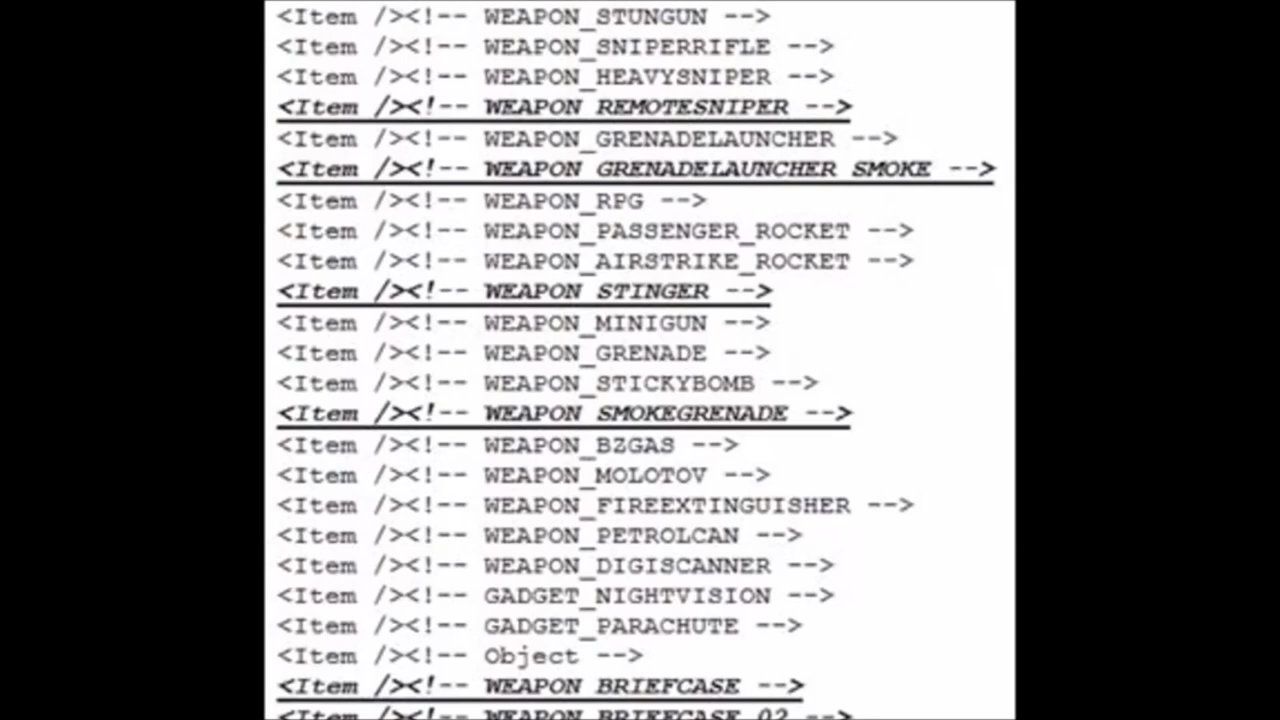 <Item /><!-- WEAPON_STUNGUN -->
<Item /><!-- WEAPON_SNIPERRIFLE -->
<Item /><!-- WEAPON_HEAVYSNIPER -->
<Item /><!-- WEAPON_REMOTESNIPER -->
<Item /><!-- WEAPON_GRENADELAUNCHER -->
<Item /><!-- WEAPON_GRENADELAUNCHER_SMOKE -->
<Item /><!-- WEAPON_RPG -->
<Item /><!-- WEAPON_PASSENGER_ROCKET -->
<Item /><!-- WEAPON_AIRSTRIKE_ROCKET -->
<Item /><!-- WEAPON_STINGER -->
<Item /><!-- WEAPON_MINIGUN -->
<Item /><!-- WEAPON_GRENADE -->
<Item /><!-- WEAPON_STICKYBOMB -->
<Item /><!-- WEAPON_SMOKEGRENADE -->
<Item /><!-- WEAPON_BZGAS -->
<Item /><!-- WEAPON_MOLOTOV -->
<Item /><!-- WEAPON_FIREEXTINGUISHER -->
<Item /><!-- WEAPON_PETROLCAN -->
<Item /><!-- WEAPON_DIGISCANNER -->
<Item /><!-- GADGET_NIGHTVISION -->
<Item /><!-- GADGET_PARACHUTE -->
<Item /><!-- Object -->
<Item /><!-- WEAPON_BRIEFCASE -->
<Item /><!-- WEAPON_BRIEFCASE_02 -->